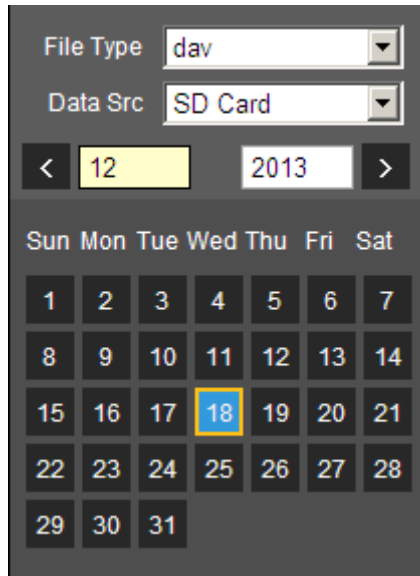 File Type dav
Data Src SD Card
< 12 2013 >
Sun Mon Tue Wed Thu Fri Sat
1 2 3 4 5 6 7
8 9 10 11 12 13 14
15 16 17 18 19 20 21
22 23 24 25 26 27 28
29 30 31